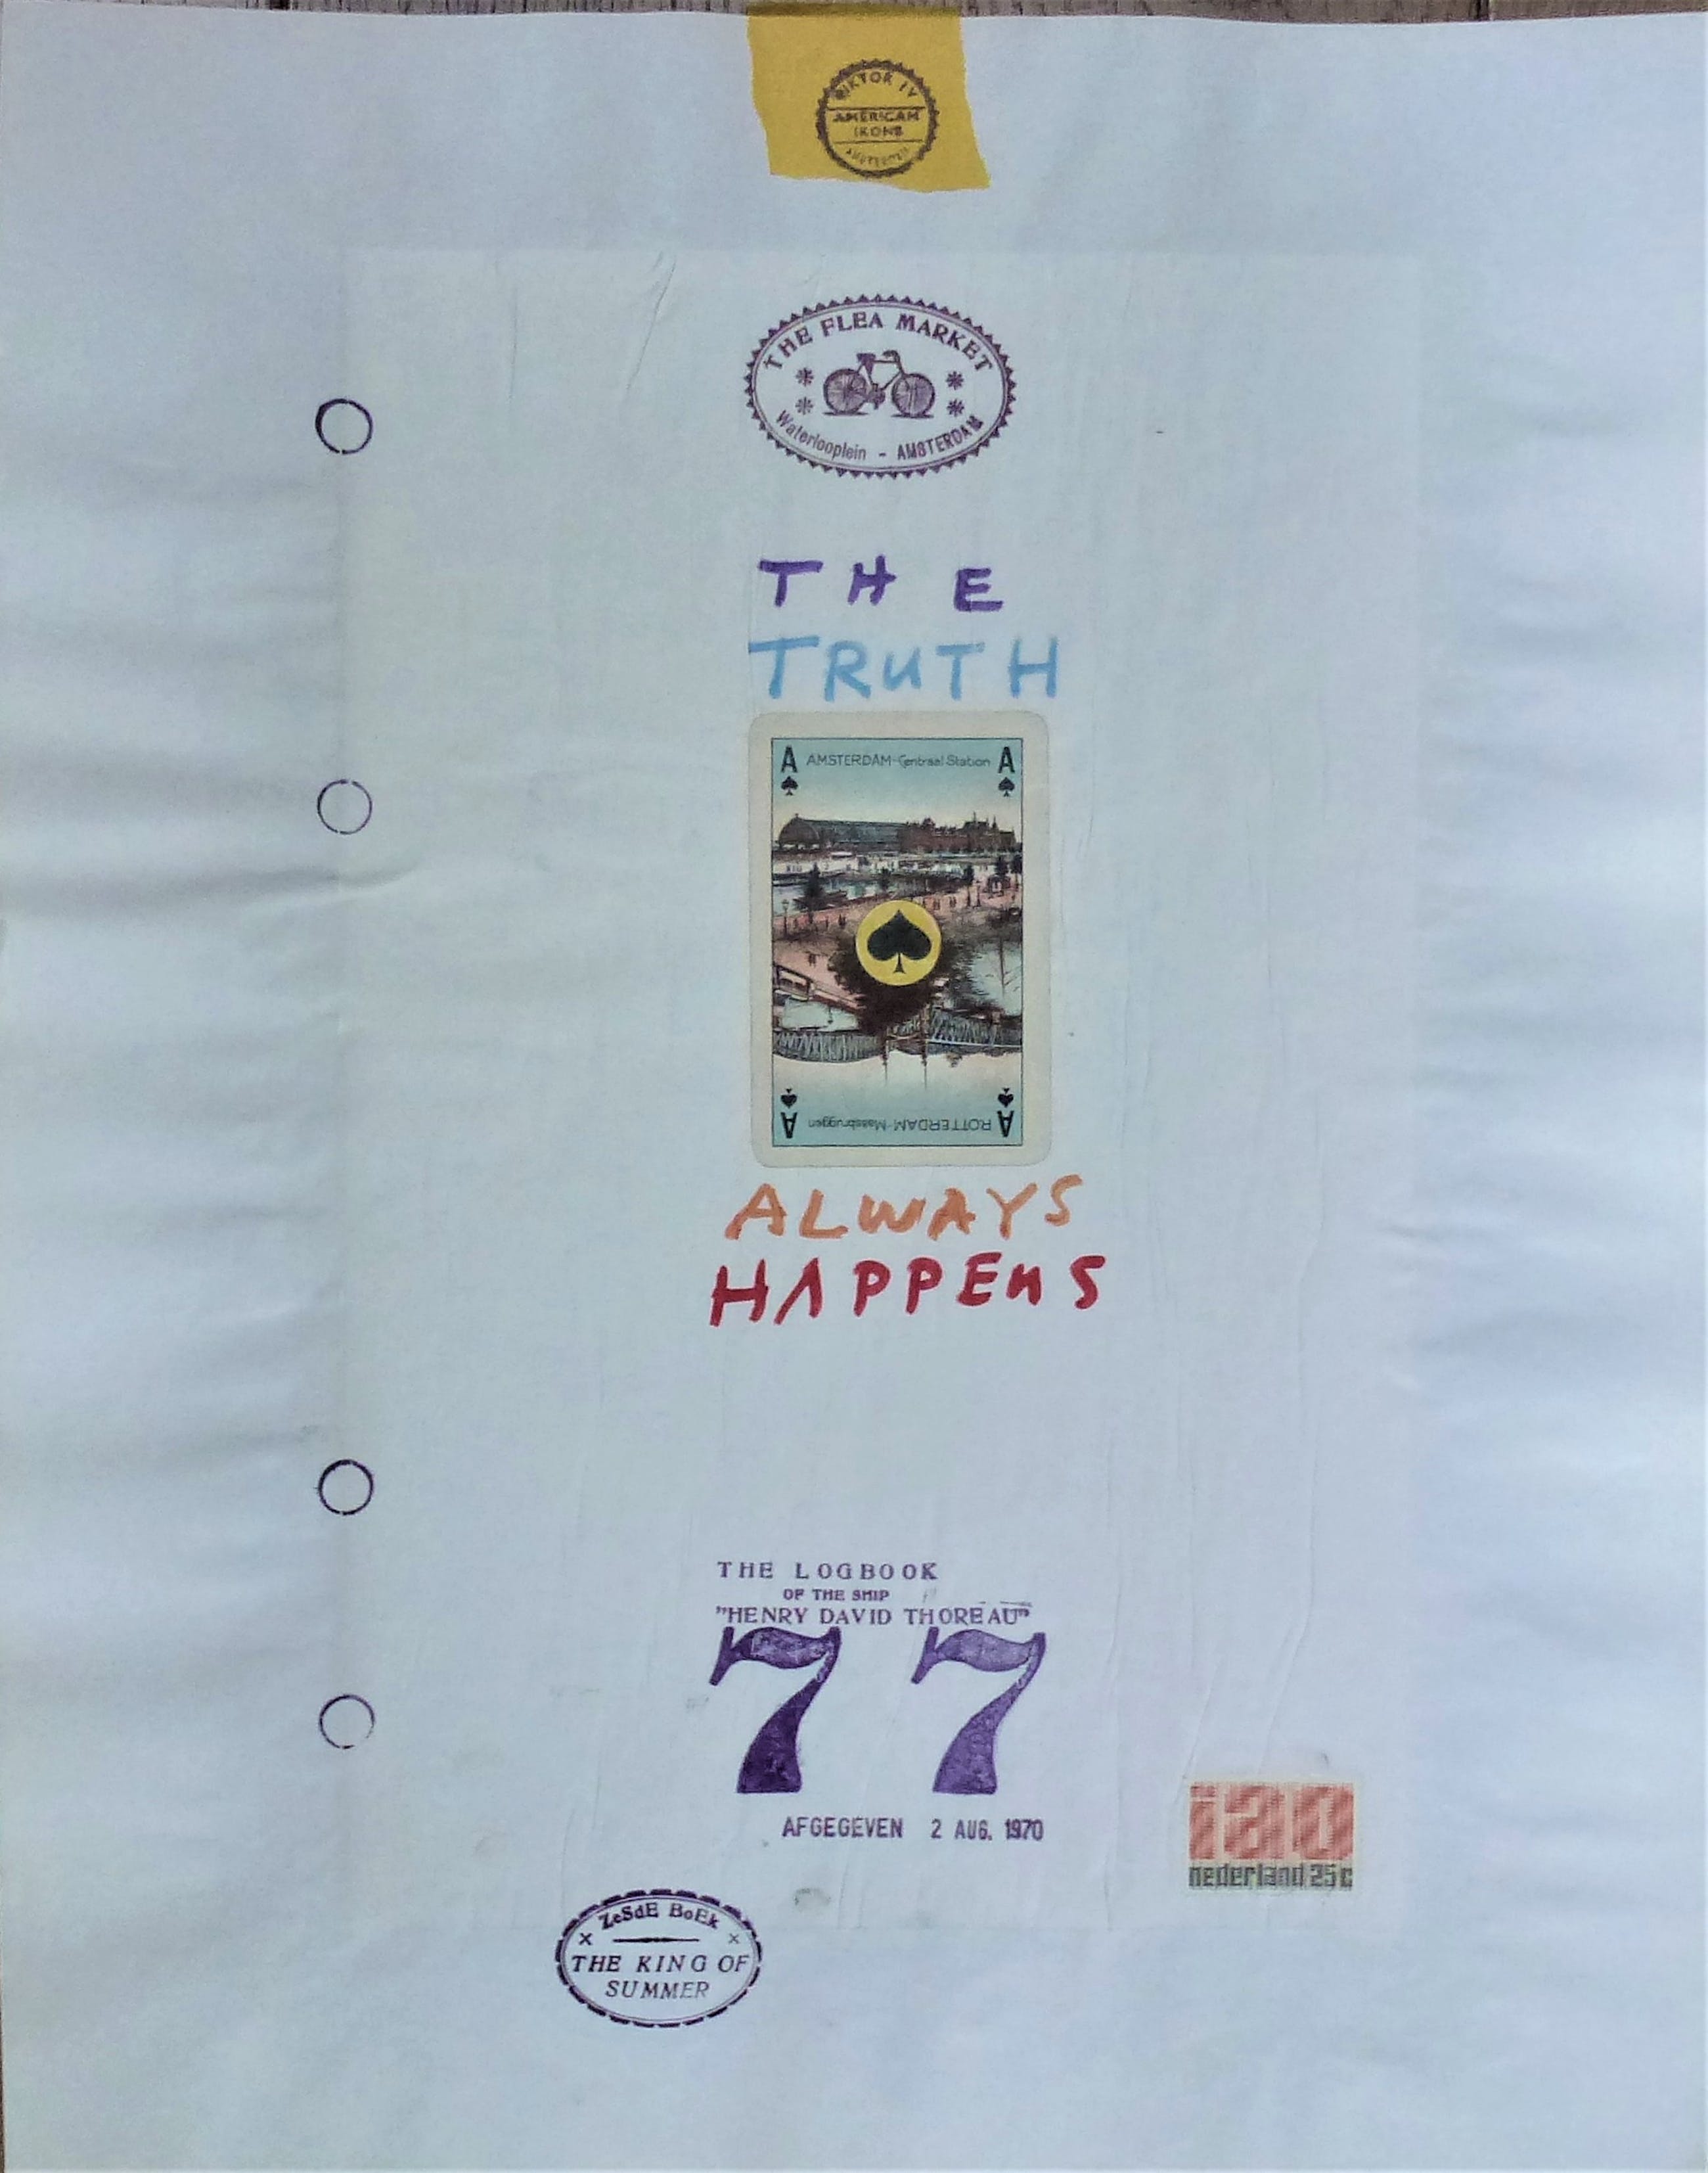 VIKTOR IV
AMERICAN
IKONS
AMSTERDAM
THE FLEA MARKET
Waterlooplein - AMSTERDAM
THE
TRUTH
A AMSTERDAM-Centraal Station A
A ROTTERDAM-Maasbruggen A
ALWAYS
HAPPENS
THE LOGBOOK
OF THE SHIP
"HENRY DAVID THOREAU"
77
AFGEGEVEN 2 AUG. 1970
iao
nederland 25c
ZeSdE BoEk
x x
THE KING OF
SUMMER